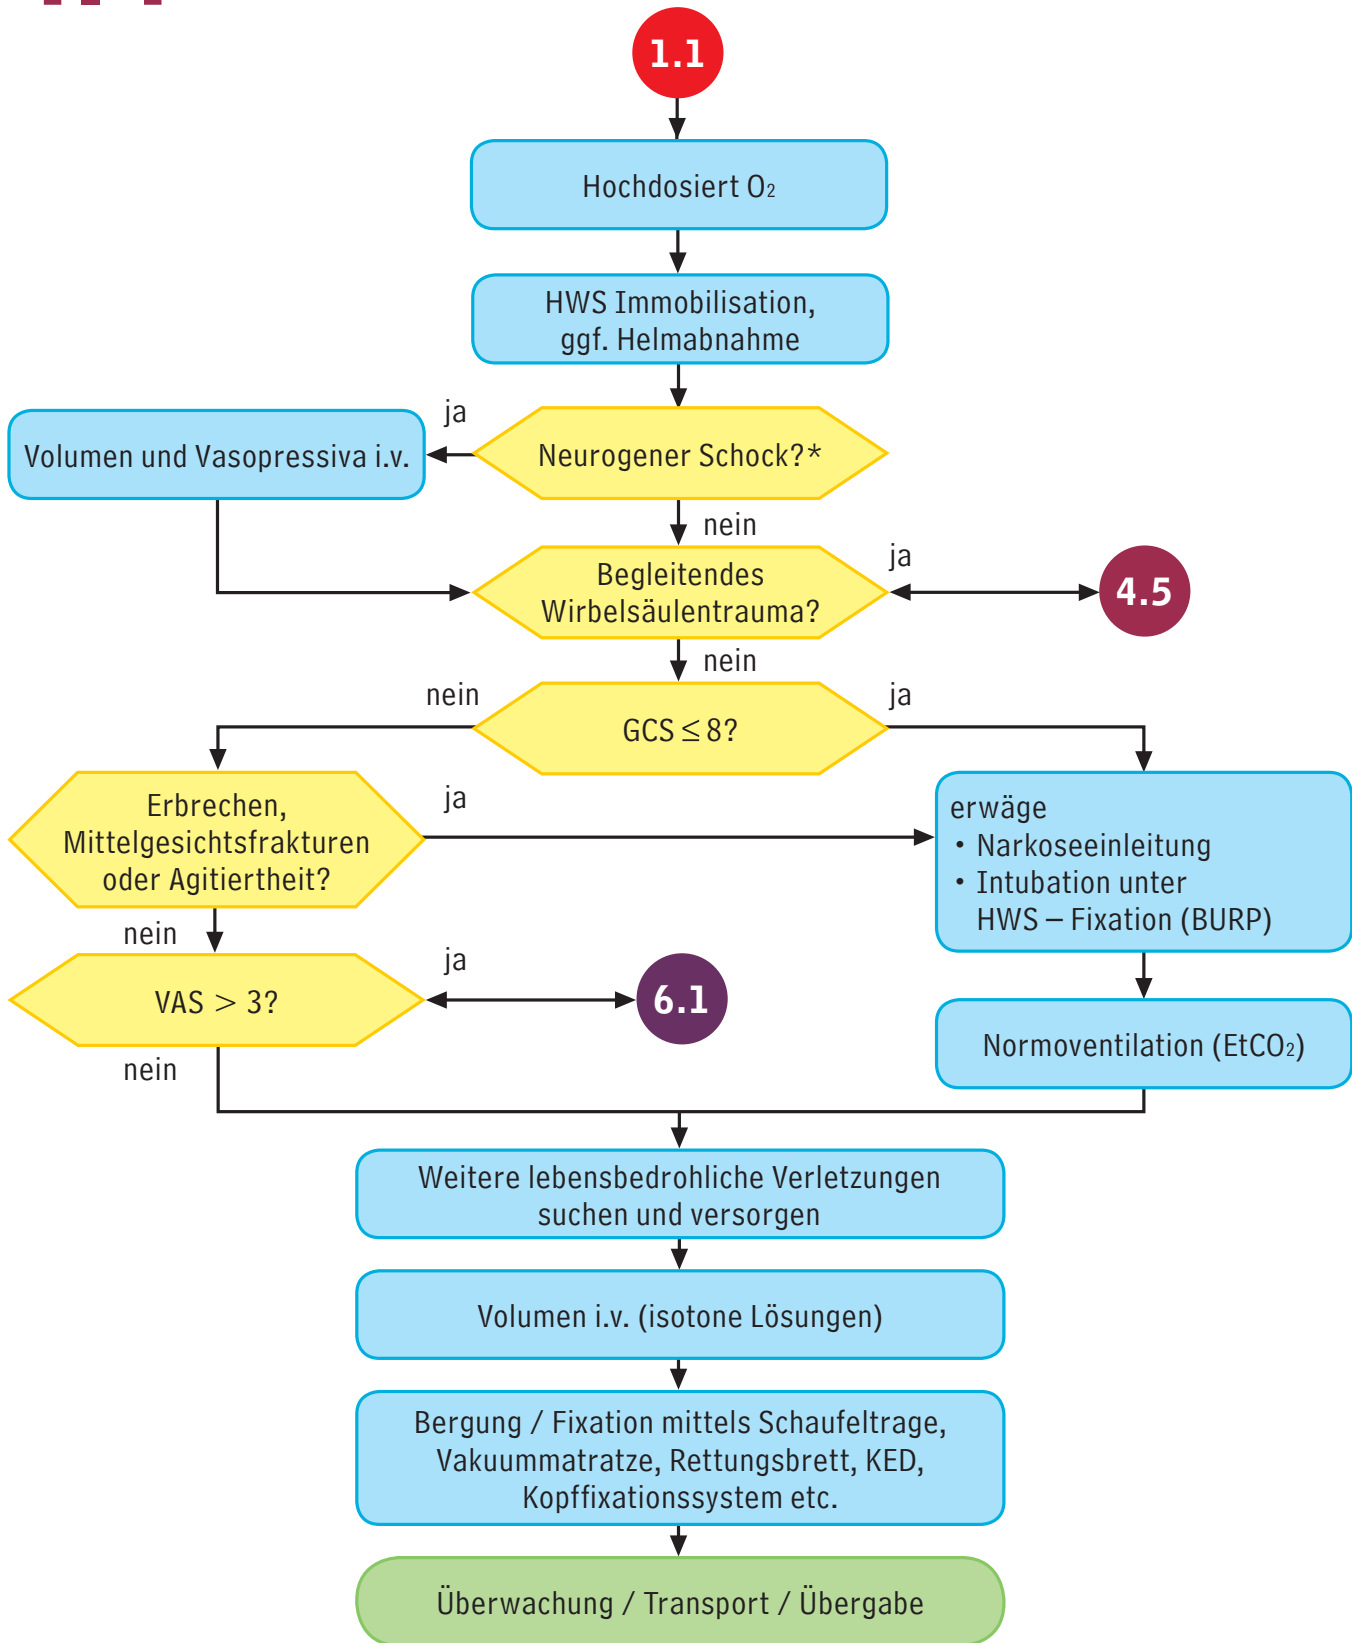 1.1
Hochdosiert O₂
HWS Immobilisation,
ggf. Helmabnahme
ja
Volumen und Vasopressiva i.v.
Neurogener Schock?*
nein
Begleitendes
Wirbelsäulentrauma?
ja
4.5
nein
nein
GCS ≤ 8?
ja
Erbrechen,
Mittelgesichtsfrakturen
oder Agitiertheit?
ja
erwäge
• Narkoseeinleitung
• Intubation unter
HWS – Fixation (BURP)
nein
VAS > 3?
ja
6.1
Normoventilation (EtCO₂)
nein
Weitere lebensbedrohliche Verletzungen
suchen und versorgen
Volumen i.v. (isotone Lösungen)
Bergung / Fixation mittels Schaufeltrage,
Vakuummatratze, Rettungsbrett, KED,
Kopffixationssystem etc.
Überwachung / Transport / Übergabe